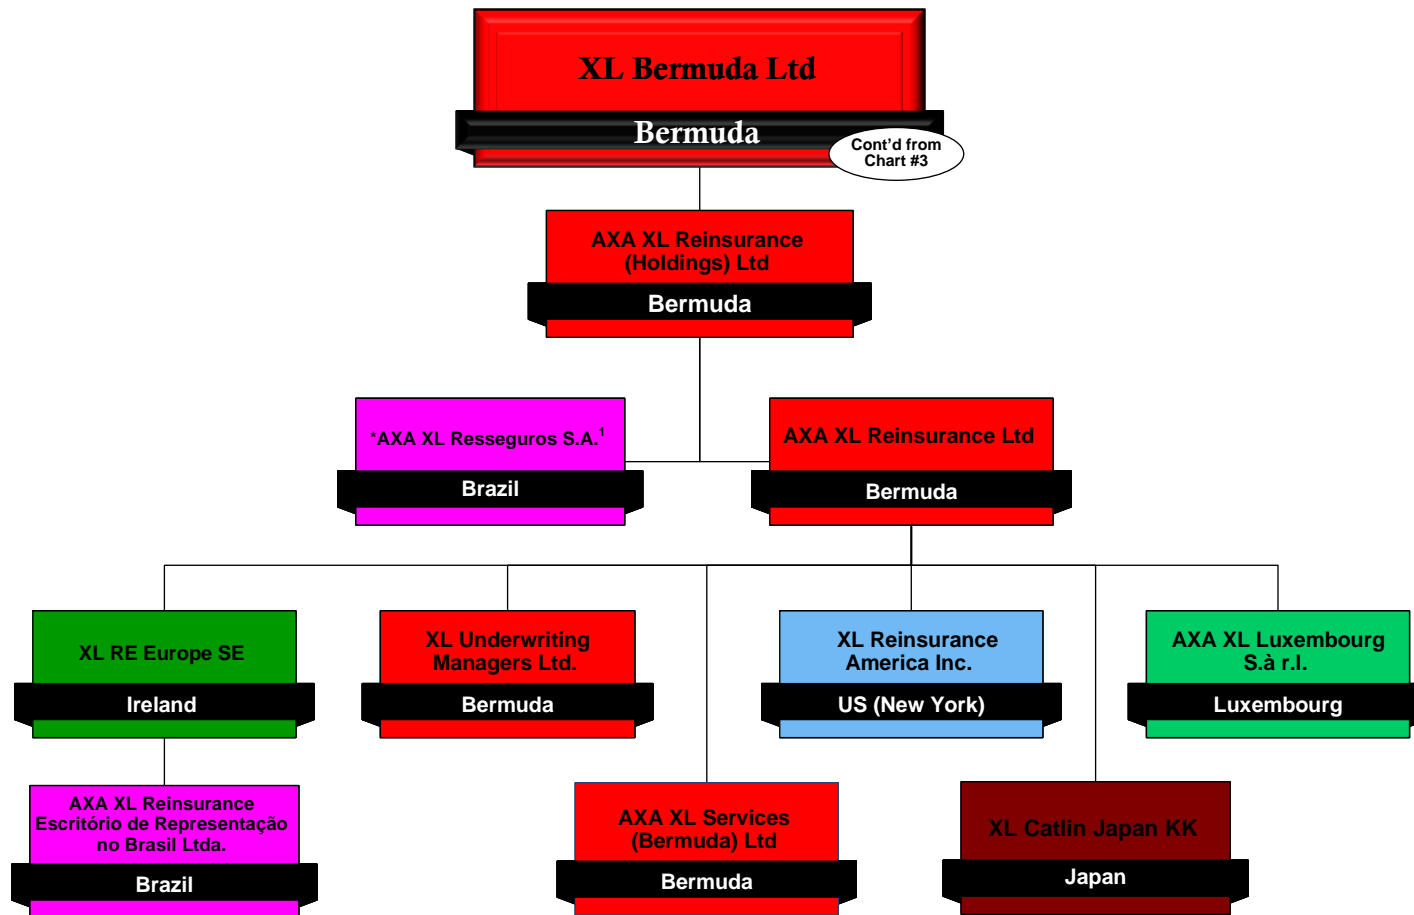 XL Bermuda Ltd
Bermuda
Cont’d from
Chart #3
AXA XL Reinsurance
(Holdings) Ltd
Bermuda
*AXA XL Resseguros S.A.¹
Brazil
AXA XL Reinsurance Ltd
Bermuda
XL RE Europe SE
Ireland
XL Underwriting
Managers Ltd.
Bermuda
XL Reinsurance
America Inc.
US (New York)
AXA XL Luxembourg
S.à r.l.
Luxembourg
AXA XL Reinsurance
Escritório de Representação
no Brasil Ltda.
Brazil
AXA XL Services
(Bermuda) Ltd
Bermuda
XL Catlin Japan KK
Japan